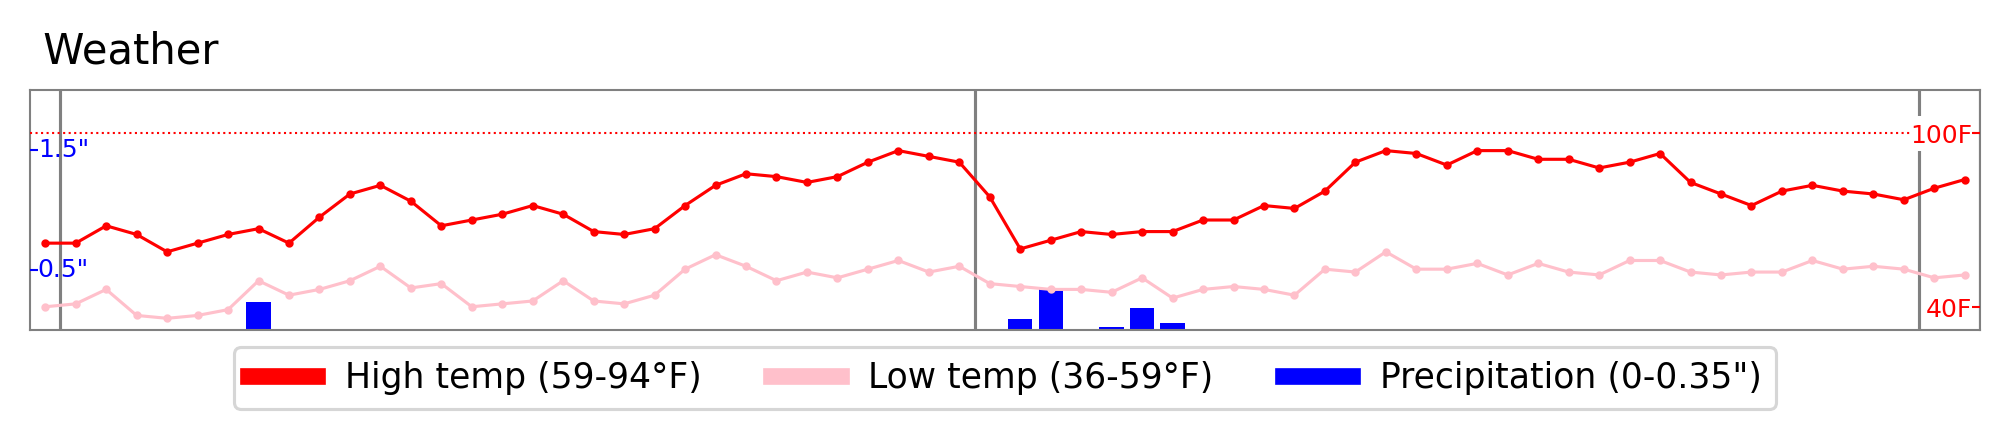 Weather
1.5"
0.5"
100F
40F
High temp (59-94°F)
Low temp (36-59°F)
Precipitation (0-0.35")